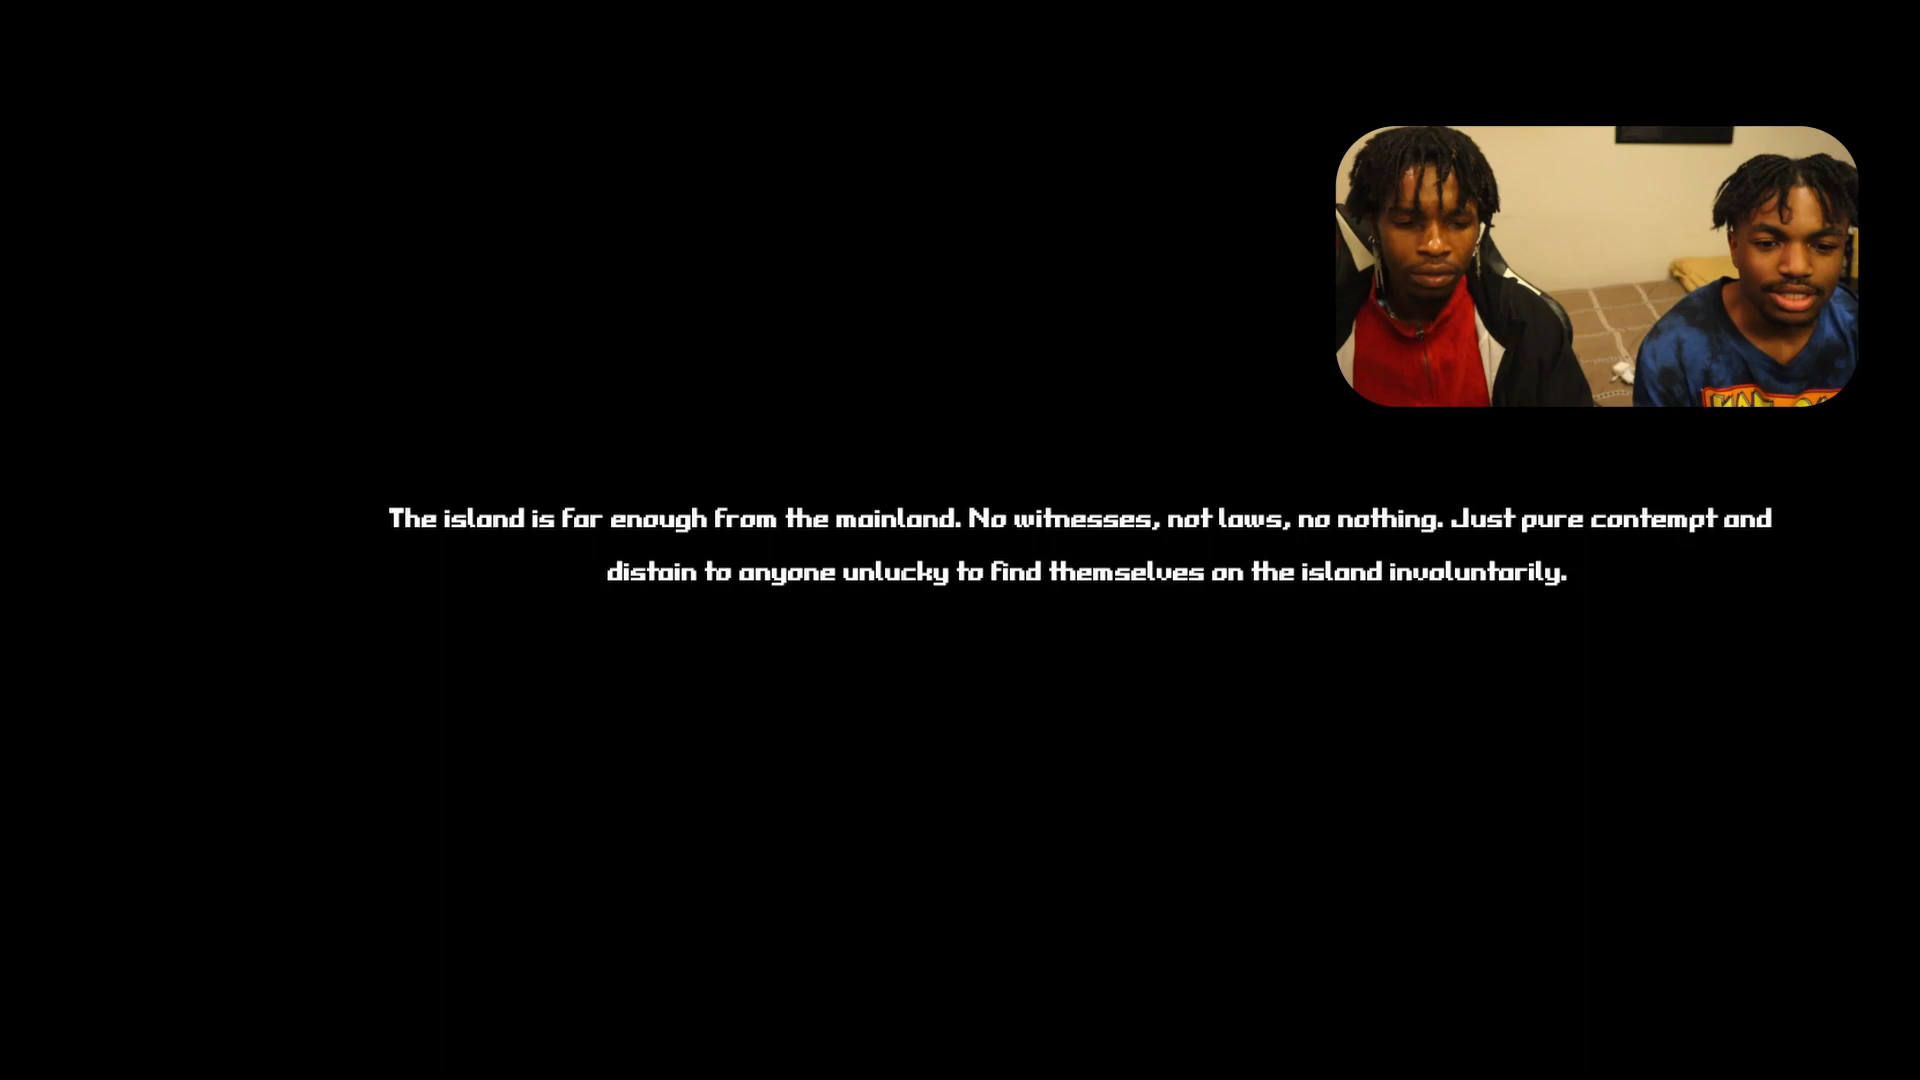 The island is far enough from the mainland. No witnesses, not laws, no nothing. Just pure contempt and
distain to anyone unlucky to find themselves on the island involuntarily.